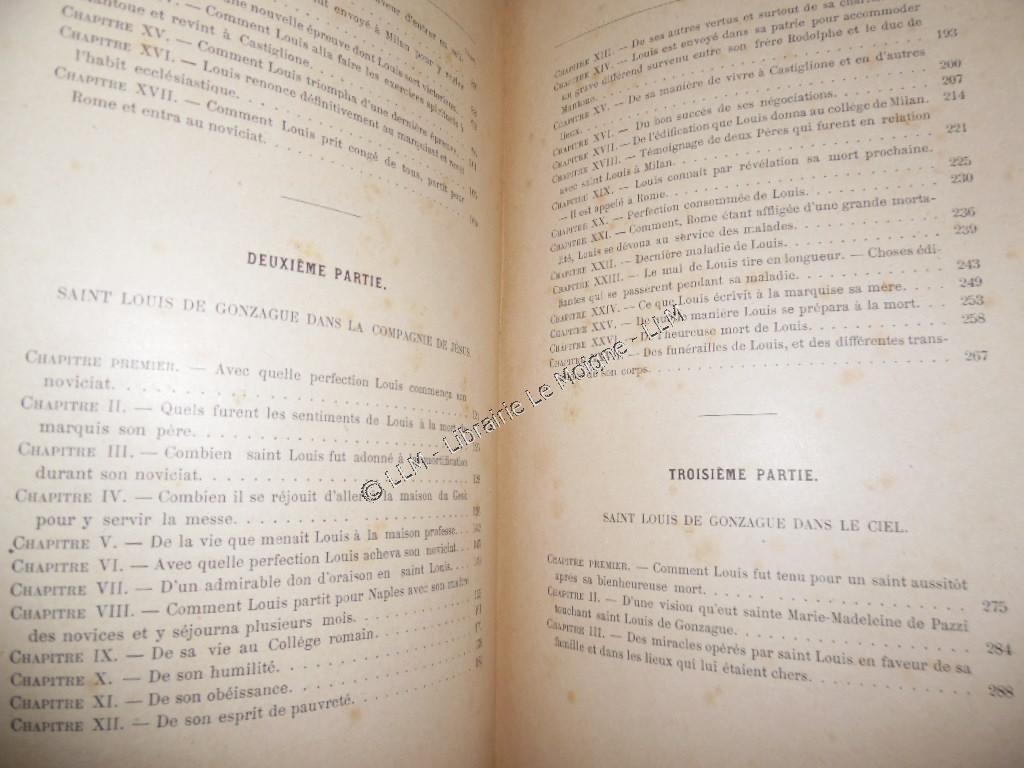 nouvelle épreuve dont Louis sort victorieux.
envoyé à Milan pour y traiter
Comment Louis alla faire les exercices spirituels à
Mantoue et revint à Castiglione.
CHAPITRE XV. — Comment Louis triompha d'une dernière épreuve.
CHAPITRE XVI. — Louis renonce définitivement au marquisat et prend
l'habit ecclésiastique.
CHAPITRE XVII. — Comment Louis prit congé de tous, partit pour
Rome et entra au noviciat.
DEUXIÈME PARTIE.
SAINT LOUIS DE GONZAGUE DANS LA COMPAGNIE DE JÉSUS.
CHAPITRE PREMIER. — Avec quelle perfection Louis commença son
noviciat.
CHAPITRE II. — Quels furent les sentiments de Louis à la mort du
marquis son père.
CHAPITRE III. — Combien saint Louis fut adonné à la mortification
durant son noviciat.
CHAPITRE IV. — Combien il se réjouit d'aller à la maison du Gesù
pour y servir la messe.
CHAPITRE V. — De la vie que menait Louis à la maison professe.
CHAPITRE VI. — Avec quelle perfection Louis acheva son noviciat.
CHAPITRE VII. — D'un admirable don d'oraison en saint Louis.
CHAPITRE VIII. — Comment Louis partit pour Naples avec son maître
des novices et y séjourna plusieurs mois.
CHAPITRE IX. — De sa vie au Collège romain.
CHAPITRE X. — De son humilité.
CHAPITRE XI. — De son obéissance.
CHAPITRE XII. — De son esprit de pauvreté.
CHAPITRE XIII. — De ses autres vertus et surtout de sa
CHAPITRE XIV. — Louis est envoyé dans sa patrie pour accommoder
un grave différend survenu entre son frère Rodolphe et le duc de
Mantoue. 193
CHAPITRE XV. — De sa manière de vivre à Castiglione et en d'autres
lieux. 200
CHAPITRE XVI. — Du bon succès de ses négociations. 207
CHAPITRE XVII. — De l'édification que Louis donna au collège de Milan. 214
CHAPITRE XVIII. — Témoignage de deux Pères qui furent en relation
avec saint Louis à Milan. 221
CHAPITRE XIX. — Louis connaît par révélation sa mort prochaine.
— Il est appelé a Rome. 225
CHAPITRE XX. — Perfection consommée de Louis. 230
CHAPITRE XXI. — Comment, Rome étant affligée d'une grande morta-
lité, Louis se dévoua au service des malades. 236
CHAPITRE XXII. — Dernière maladie de Louis. 239
CHAPITRE XXIII. — Le mal de Louis tire en longueur. — Choses édi-
fiantes qui se passèrent pendant sa maladie. 243
CHAPITRE XXIV. — Ce que Louis écrivit à la marquise sa mère. 249
CHAPITRE XXV. — De quelle manière Louis se prépara à la mort. 253
CHAPITRE XXVI. — De l'heureuse mort de Louis. 258
— Des funérailles de Louis, et des différentes trans-
de son corps. 267
TROISIÈME PARTIE.
SAINT LOUIS DE GONZAGUE DANS LE CIEL.
CHAPITRE PREMIER. — Comment Louis fut tenu pour un saint aussitôt
après sa bienheureuse mort. 275
CHAPITRE II. — D'une vision qu'eut sainte Marie-Madeleine de Pazzi
touchant saint Louis de Gonzague. 284
CHAPITRE III. — Des miracles opérés par saint Louis en faveur de sa
famille et dans les lieux qui lui étaient chers. 288
© LLM - Librairie Le Moigne - LLM